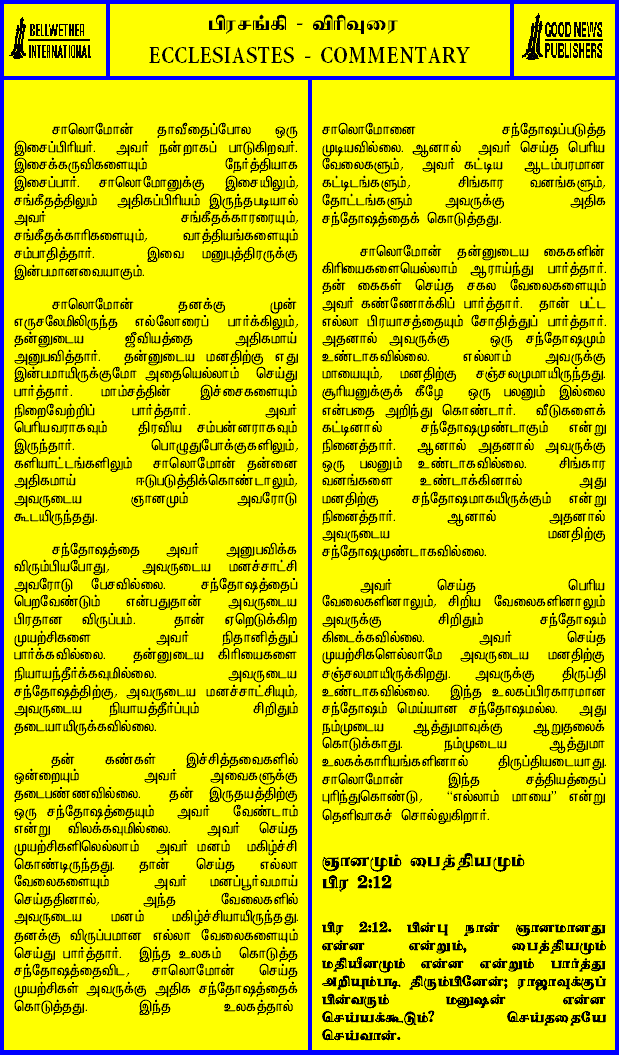 BELLWETHER
INTERNATIONAL
பிரசங்கி - விரிவுரை
ECCLESIASTES - COMMENTARY
GOOD NEWS
PUBLISHERS
சாலொமோன் தாவீதைப்போல ஒரு
இசைப்பிரியர். அவர் நன்றாகப் பாடுகிறவர்.
இசைக்கருவிகளையும் நேர்த்தியாக
இசைப்பார். சாலொமோனுக்கு இசையிலும்,
சங்கீதத்திலும் அதிகப்பிரியம் இருந்தபடியால்
அவர் சங்கீதக்காரரையும்,
சங்கீதக்காரிகளையும், வாத்தியங்களையும்
சம்பாதித்தார். இவை மனுபுத்திரருக்கு
இன்பமானவையாகும்.
சாலொமோன் தனக்கு முன்
எருசலேமிலிருந்த எல்லோரைப் பார்க்கிலும்,
தன்னுடைய ஜீவியத்தை அதிகமாய்
அனுபவித்தார். தன்னுடைய மனதிற்கு எது
இன்பமாயிருக்குமோ அதையெல்லாம் செய்து
பார்த்தார். மாம்சத்தின் இச்சைகளையும்
நிறைவேற்றிப் பார்த்தார். அவர்
பெரியவராகவும் திரவிய சம்பன்னராகவும்
இருந்தார். பொழுதுபோக்குகளிலும்,
களியாட்டங்களிலும் சாலொமோன் தன்னை
அதிகமாய் ஈடுபடுத்திக்கொண்டாலும்,
அவருடைய ஞானமும் அவரோடு
கூடயிருந்தது.
சந்தோஷத்தை அவர் அனுபவிக்க
விரும்பியபோது, அவருடைய மனச்சாட்சி
அவரோடு பேசவில்லை. சந்தோஷத்தைப்
பெறவேண்டும் என்பதுதான் அவருடைய
பிரதான விருப்பம். தான் ஏறெடுக்கிற
முயற்சிகளை அவர் நிதானித்துப்
பார்க்கவில்லை. தன்னுடைய கிரியைகளை
நியாயந்தீர்க்கவுமில்லை. அவருடைய
சந்தோஷத்திற்கு, அவருடைய மனச்சாட்சியும்,
அவருடைய நியாயத்தீர்ப்பும் சிறிதும்
தடையாயிருக்கவில்லை.
தன் கண்கள் இச்சித்தவைகளில்
ஒன்றையும் அவர் அவைகளுக்கு
தடைபண்ணவில்லை. தன் இருதயத்திற்கு
ஒரு சந்தோஷத்தையும் அவர் வேண்டாம்
என்று விலக்கவுமில்லை. அவர் செய்த
முயற்சிகளிலெல்லாம் அவர் மனம் மகிழ்ச்சி
கொண்டிருந்தது. தான் செய்த எல்லா
வேலைகளையும் அவர் மனப்பூர்வமாய்
செய்ததினால், அந்த வேலைகளில்
அவருடைய மனம் மகிழ்ச்சியாயிருந்தது.
தனக்கு விருப்பமான எல்லா வேலைகளையும்
செய்து பார்த்தார். இந்த உலகம் கொடுத்த
சந்தோஷத்தைவிட, சாலொமோன் செய்த
முயற்சிகள் அவருக்கு அதிக சந்தோஷத்தைக்
கொடுத்தது. இந்த உலகத்தால்
சாலொமோனை சந்தோஷப்படுத்த
முடியவில்லை. ஆனால் அவர் செய்த பெரிய
வேலைகளும், அவர் கட்டிய ஆடம்பரமான
கட்டிடங்களும், சிங்கார வனங்களும்,
தோட்டங்களும் அவருக்கு அதிக
சந்தோஷத்தைக் கொடுத்தது.
சாலொமோன் தன்னுடைய கைகளின்
கிரியைகளையெல்லாம் ஆராய்ந்து பார்த்தார்.
தன் கைகள் செய்த சகல வேலைகளையும்
அவர் கண்ணோக்கிப் பார்த்தார். தான் பட்ட
எல்லா பிரயாசத்தையும் சோதித்துப் பார்த்தார்.
அதனால் அவருக்கு ஒரு சந்தோஷமும்
உண்டாகவில்லை. எல்லாம் அவருக்கு
மாயையும், மனதிற்கு சஞ்சலமுமாயிருந்தது.
சூரியனுக்குக் கீழே ஒரு பலனும் இல்லை
என்பதை அறிந்து கொண்டார். வீடுகளைக்
கட்டினால் சந்தோஷமுண்டாகும் என்று
நினைத்தார். ஆனால் அதனால் அவருக்கு
ஒரு பலனும் உண்டாகவில்லை. சிங்கார
வனங்களை உண்டாக்கினால் அது
மனதிற்கு சந்தோஷமாகயிருக்கும் என்று
நினைத்தார். ஆனால் அதனால்
அவருடைய மனதிற்கு
சந்தோஷமுண்டாகவில்லை.
அவர் செய்த பெரிய
வேலைகளினாலும், சிறிய வேலைகளினாலும்
அவருக்கு சிறிதும் சந்தோஷம்
கிடைக்கவில்லை. அவர் செய்த
முயற்சிகளெல்லாமே அவருடைய மனதிற்கு
சஞ்சலமாயிருக்கிறது. அவருக்கு திருப்தி
உண்டாகவில்லை. இந்த உலகப்பிரகாரமான
சந்தோஷம் மெய்யான சந்தோஷமல்ல. அது
நம்முடைய ஆத்துமாவுக்கு ஆறுதலைக்
கொடுக்காது. நம்முடைய ஆத்துமா
உலகக்காரியங்களினால் திருப்தியடையாது.
சாலொமோன் இந்த சத்தியத்தைப்
புரிந்துகொண்டு, “எல்லாம் மாயை” என்று
தெளிவாகச் சொல்லுகிறார்.
ஞானமும் பைத்தியமும்
பிர 2:12
பிர 2:12. பின்பு நான் ஞானமானது
என்ன என்றும், பைத்தியமும்
மதியீனமும் என்ன என்றும் பார்த்து
அறியும்படி திரும்பினேன்; ராஜாவுக்குப்
பின்வரும் மனுஷன் என்ன
செய்யக்கூடும்? செய்ததையே
செய்வான்.